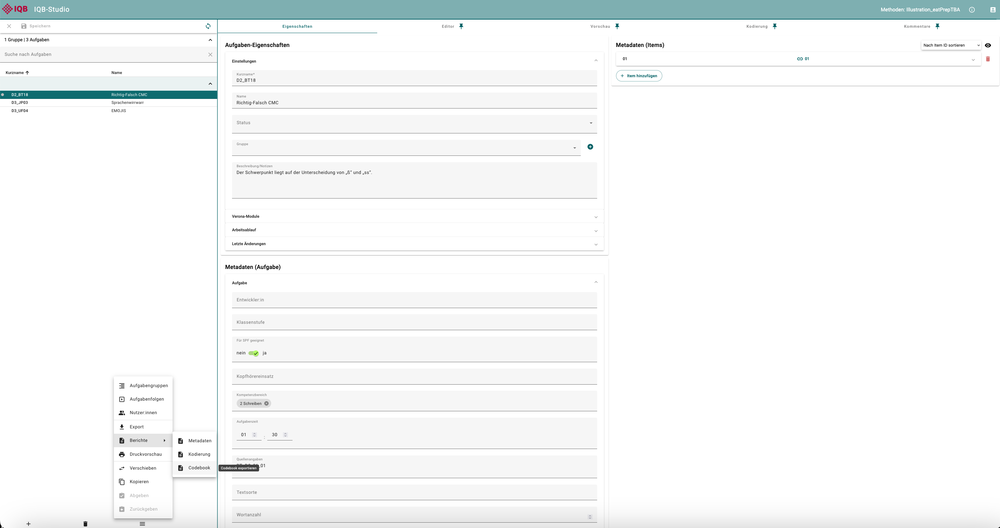 IQB
IQB-Studio
Methoden: Illustration_eatPrepTBA
Speichern
1 Gruppe | 3 Aufgaben
Suche nach Aufgaben
Kurzname
Name
D2_BT18
Richtig-Falsch CMC
D3_JP03
Sprachenwirrwarr
D3_UF04
EMOJIS
Aufgabengruppen
Aufgabenfolgen
Nutzer:innen
Export
Berichte
Druckvorschau
Verschieben
Kopieren
Abgeben
Zurückgeben
Metadaten
Kodierung
Codebook
Codebook exportieren
Eigenschaften
Editor
Vorschau
Kodierung
Kommentare
Aufgaben-Eigenschaften
Einstellungen
Kurzname*
D2_BT18
Name
Richtig-Falsch CMC
Status
Gruppe
Beschreibung/Notizen
Der Schwerpunkt liegt auf der Unterscheidung von „ß“ und „ss“.
Verona-Module
Arbeitsablauf
Letzte Änderungen
Metadaten (Aufgabe)
Aufgabe
Entwickler:in
Klassenstufe
Für SPF geeignet
nein ja
Kopfhörereinsatz
Kompetenzbereich
2 Schreiben
Aufgabenzeit
01 : 30
Quellenangaben
01
Textsorte
Wortanzahl
Metadaten (Items)
Nach Item ID sortieren
01
01
Item hinzufügen